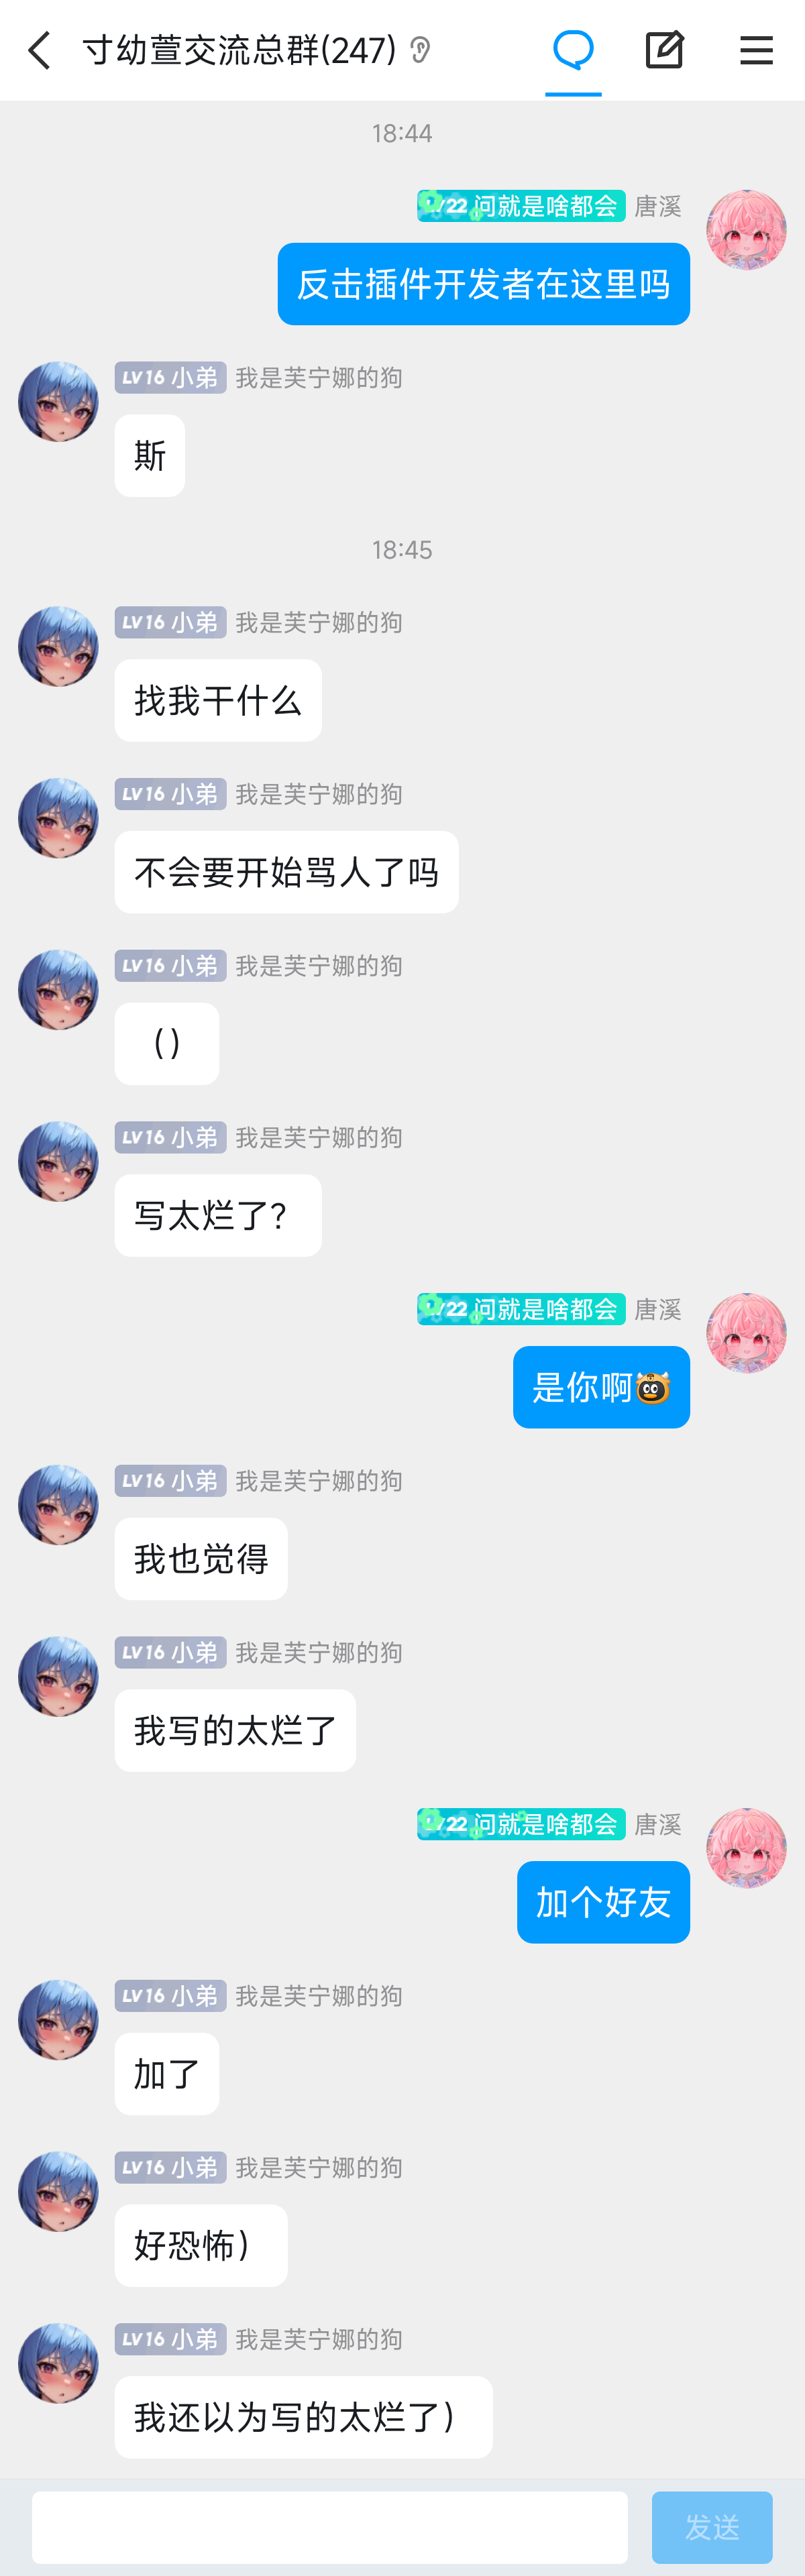 寸幼萱交流总群(247)
18:44
22 问就是啥都会 唐溪
反击插件开发者在这里吗
LV16 小弟 我是芙宁娜的狗
斯
18:45
LV16 小弟 我是芙宁娜的狗
找我干什么
LV16 小弟 我是芙宁娜的狗
不会要开始骂人了吗
LV16 小弟 我是芙宁娜的狗
()
LV16 小弟 我是芙宁娜的狗
写太烂了?
22 问就是啥都会 唐溪
是你啊
LV16 小弟 我是芙宁娜的狗
我也觉得
LV16 小弟 我是芙宁娜的狗
我写的太烂了
22 问就是啥都会 唐溪
加个好友
LV16 小弟 我是芙宁娜的狗
加了
LV16 小弟 我是芙宁娜的狗
好恐怖）
LV16 小弟 我是芙宁娜的狗
我还以为写的太烂了）
发送